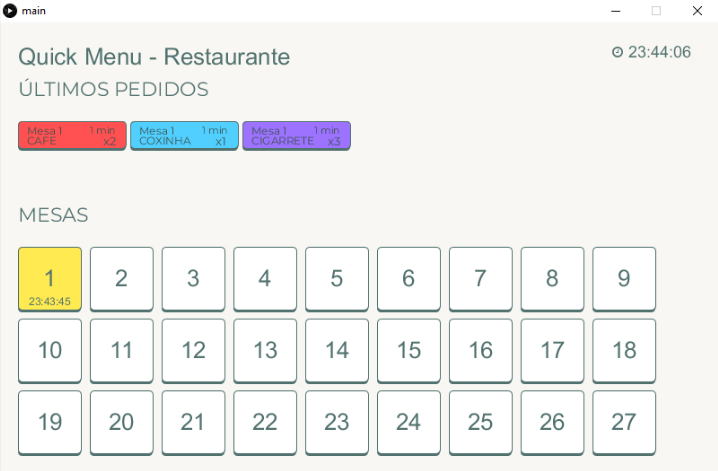 main
Quick Menu - Restaurante
23:44:06
ÚLTIMOS PEDIDOS
Mesa 1 1 min
CAFÉ x2
Mesa 1 1 min
COXINHA x1
Mesa 1 1 min
CIGARRETE x3
MESAS
1 2 3 4 5 6 7 8 9
23:43:45
10 11 12 13 14 15 16 17 18
19 20 21 22 23 24 25 26 27